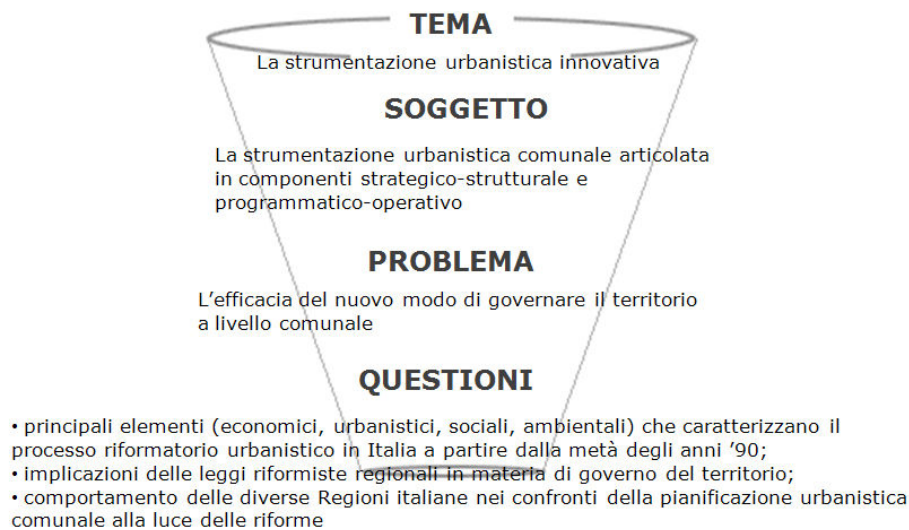 TEMA
La strumentazione urbanistica innovativa
SOGGETTO
La strumentazione urbanistica comunale articolata
in componenti strategico-strutturale e
programmatico-operativo
PROBLEMA
L'efficacia del nuovo modo di governare il territorio
a livello comunale
QUESTIONI
• principali elementi (economici, urbanistici, sociali, ambientali) che caratterizzano il
processo riformatorio urbanistico in Italia a partire dalla metà degli anni '90;
• implicazioni delle leggi riformiste regionali in materia di governo del territorio;
• comportamento delle diverse Regioni italiane nei confronti della pianificazione urbanistica
comunale alla luce delle riforme